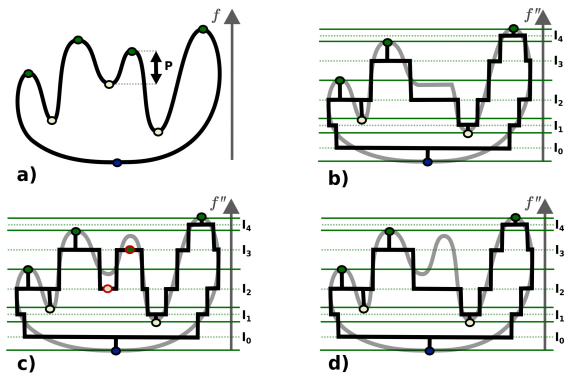 f
P
a)
f''
I₄
I₃
I₂
I₁
I₀
b)
f''
I₄
I₃
I₂
I₁
I₀
c)
f''
I₄
I₃
I₂
I₁
I₀
d)